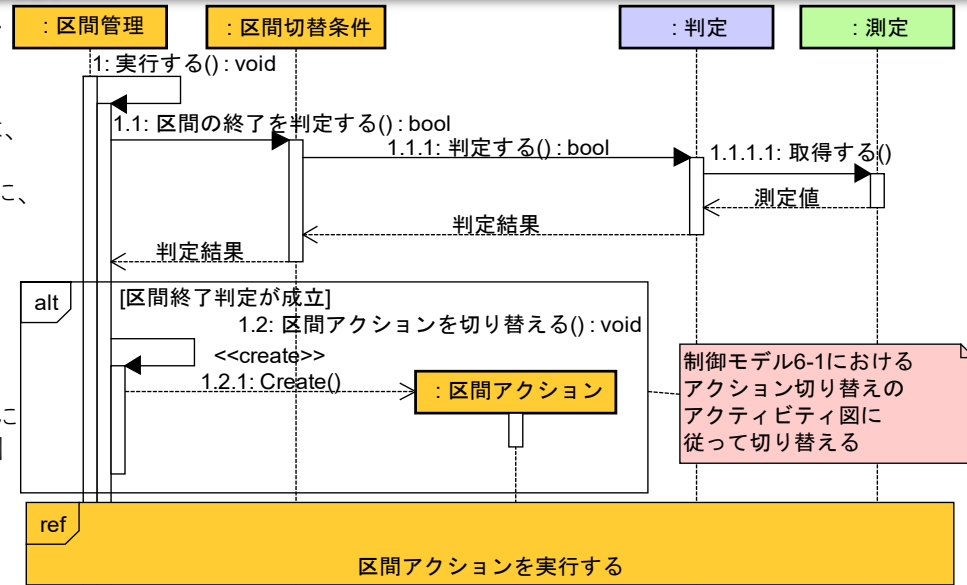 : 区間管理
: 区間切替条件
: 判定
: 測定
1: 実行する() : void
、
1.1: 区間の終了を判定する() : bool
1.1.1: 判定する() : bool
1.1.1.1: 取得する()
に、
測定値
判定結果
判定結果
alt
[区間終了判定が成立]
1.2: 区間アクションを切り替える() : void
<<create>>
1.2.1: Create()
: 区間アクション
制御モデル6-1における
アクション切り替えの
アクティビティ図に
従って切り替える
に
ref
区間アクションを実行する